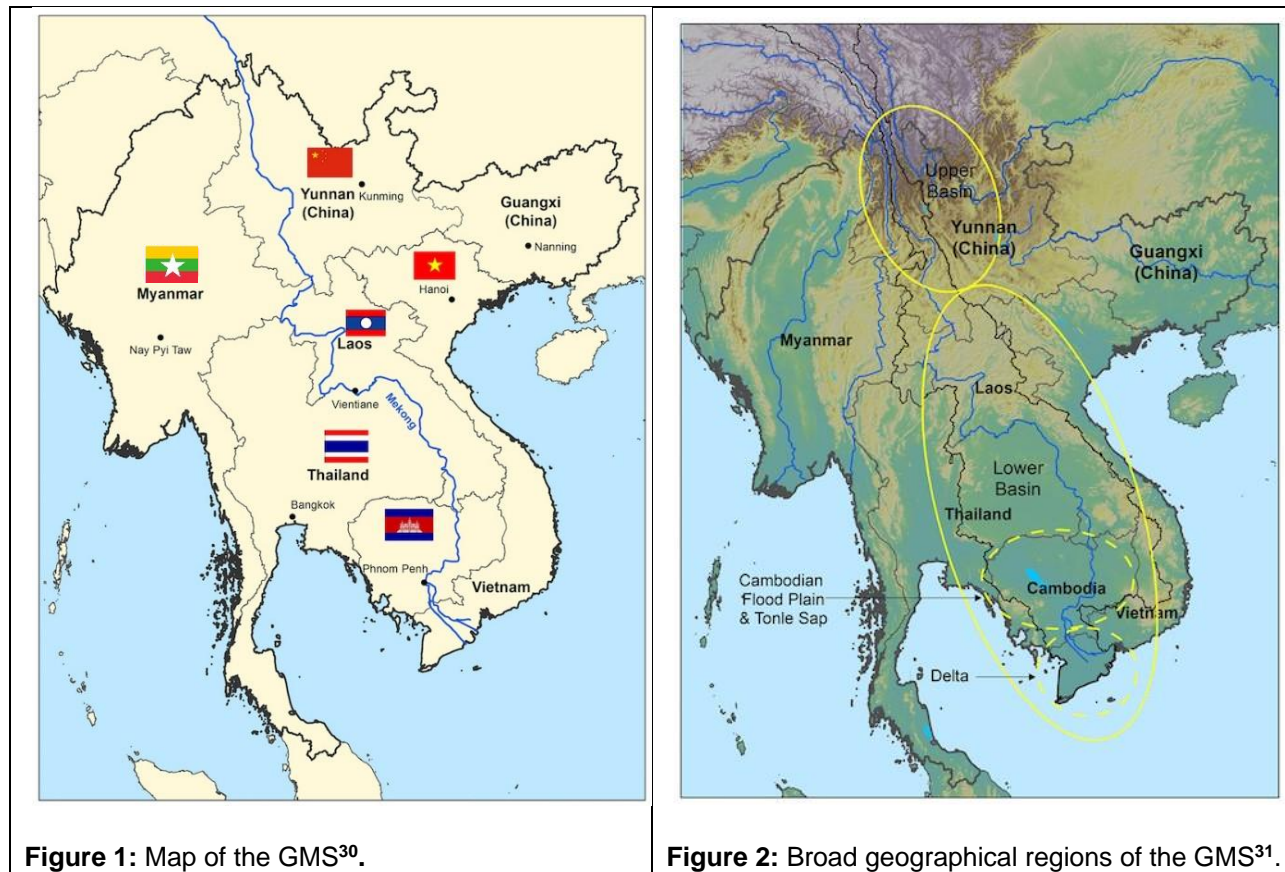 Yunnan
(China)
Kunming
Guangxi
(China)
Nanning
Myanmar
Hanoi
Nay Pyi Taw
Laos
Vientiane
Mekong
Thailand
Bangkok
Phnom Penh
Vietnam
Figure 1: Map of the GMS30.
Upper
Basin
Yunnan
(China)
Guangxi
(China)
Myanmar
Laos
Lower
Basin
Thailand
Cambodian
Flood Plain
& Tonle Sap
Cambodia
Vietnam
Delta
Figure 2: Broad geographical regions of the GMS31.